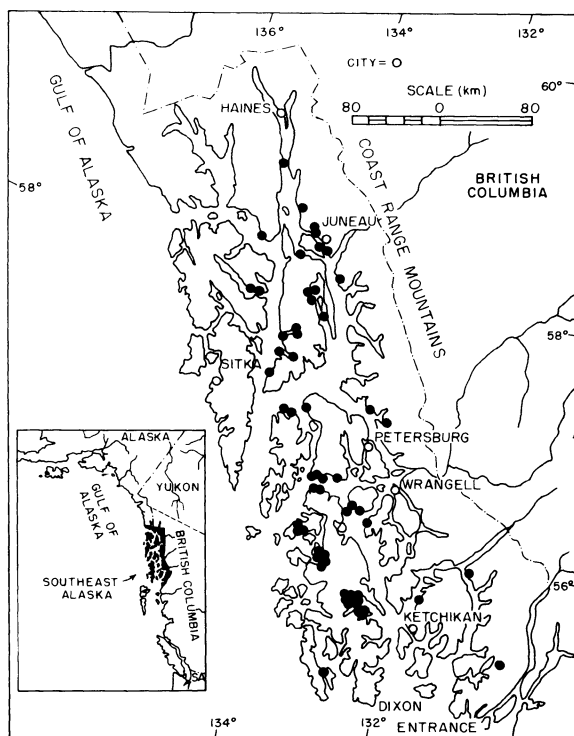 136°
134°
132°
CITY = O
60°
SCALE (km)
80 0 80
HAINES
GULF OF ALASKA
COAST RANGE MOUNTAINS
BRITISH
COLUMBIA
58°
JUNEAU
58°
SITKA
PETERSBURG
WRANGELL
ALASKA
YUKON
GULF OF
ALASKA
BRITISH COLUMBIA
SOUTHEAST
ALASKA
56°
KETCHIKAN
DIXON
ENTRANCE
134°
132°